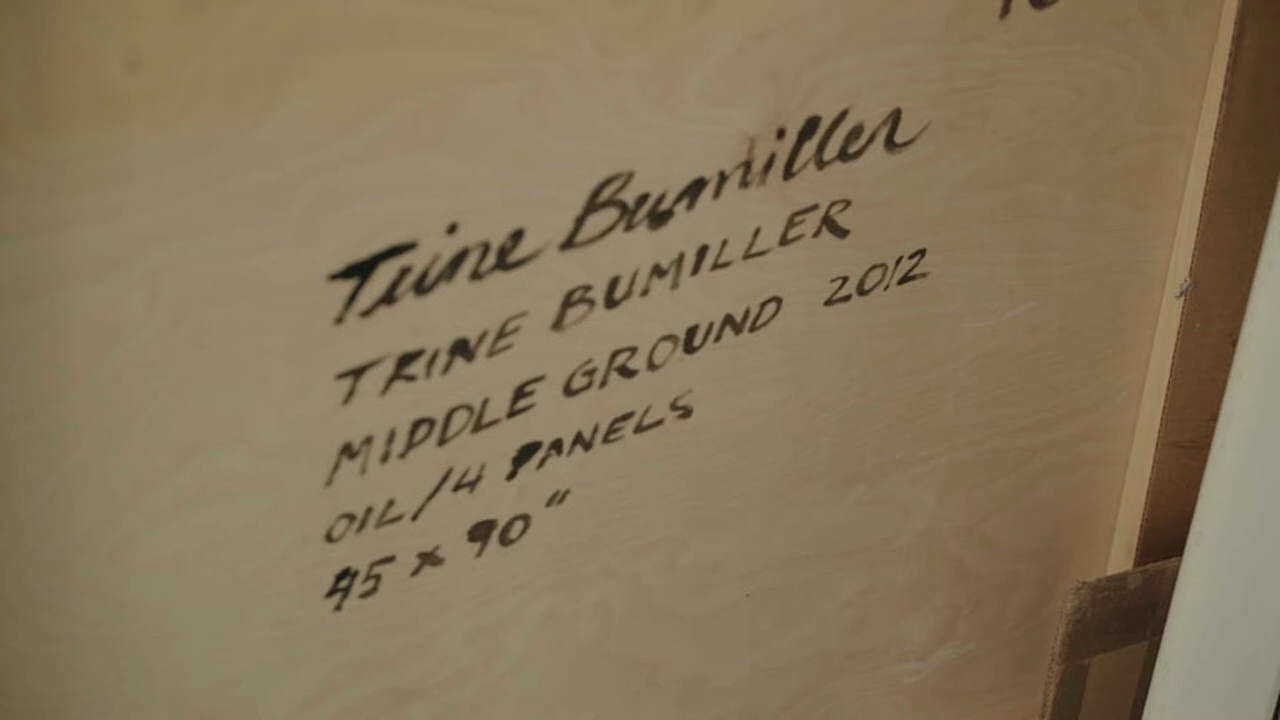 Trine Bumiller
TRINE BUMILLER
MIDDLE GROUND 2012
OIL/4 PANELS
45 x 90"